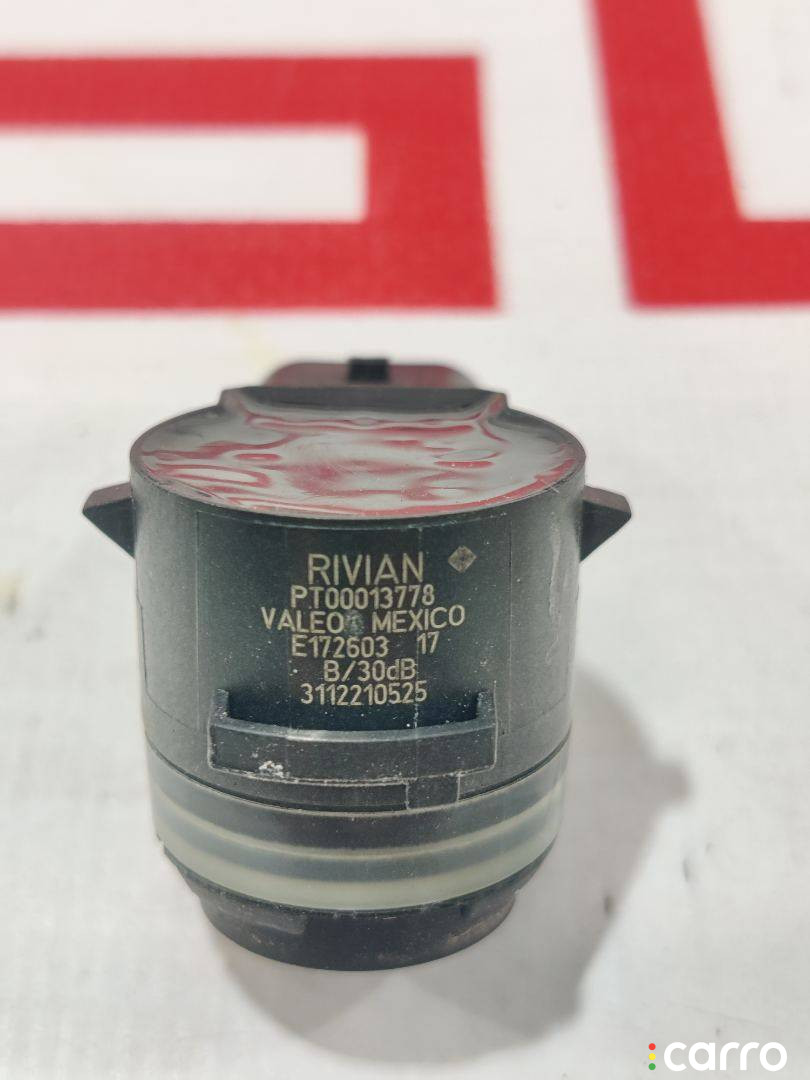 RIVIAN
PT00013778
VALEO MEXICO
E172603 17
B/30dB
3112210525
carro